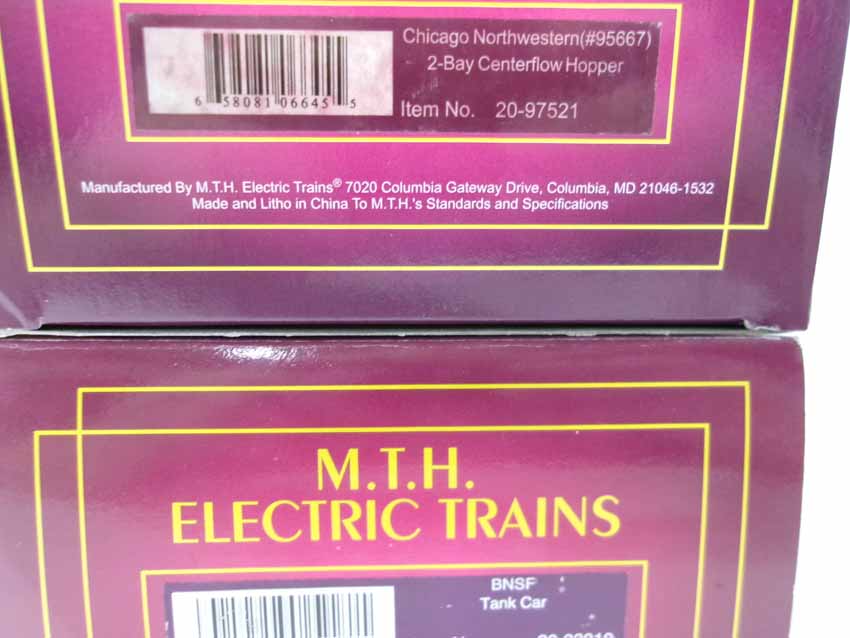 Chicago Northwestern(#95667)
2-Bay Centerflow Hopper
6 58081 06645 5
Item No. 20-97521
Manufactured By M.T.H. Electric Trains® 7020 Columbia Gateway Drive, Columbia, MD 21046-1532
Made and Litho in China To M.T.H.'s Standards and Specifications
M.T.H.
ELECTRIC TRAINS
BNSF
Tank Car